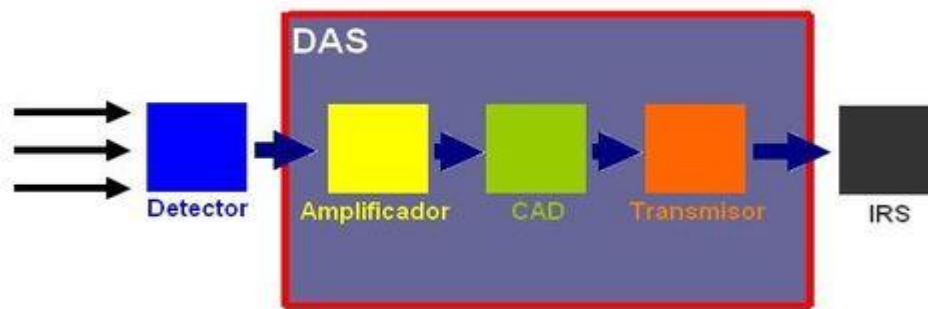 DAS
Detector
Amplificador
CAD
Transmisor
IRS